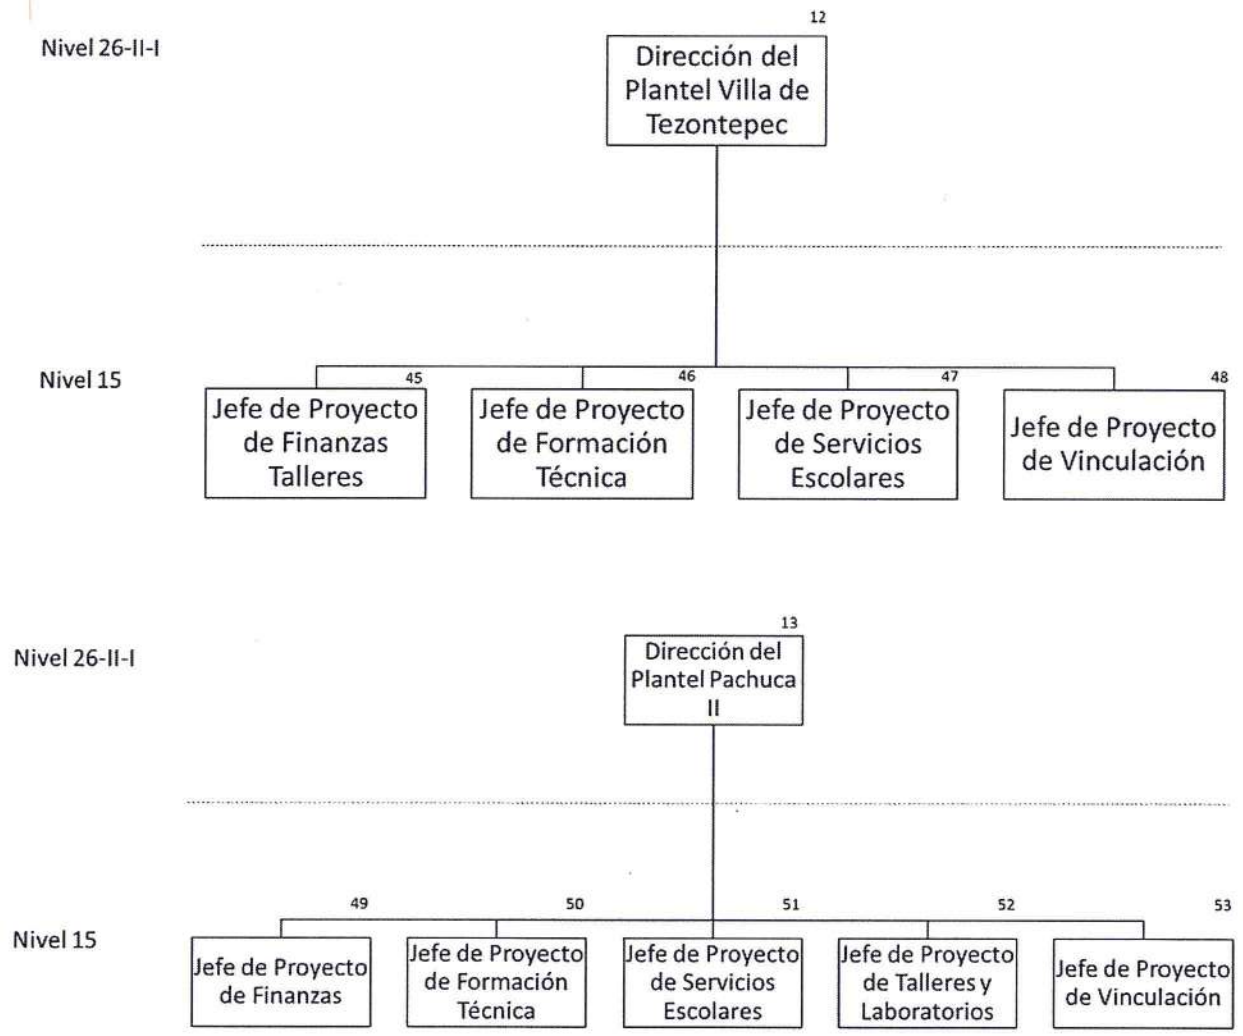 12
Nivel 26-II-I
Dirección del
Plantel Villa de
Tezontepec
Nivel 15
45
Jefe de Proyecto
de Finanzas
Talleres
46
Jefe de Proyecto
de Formación
Técnica
47
Jefe de Proyecto
de Servicios
Escolares
48
Jefe de Proyecto
de Vinculación
13
Nivel 26-II-I
Dirección del
Plantel Pachuca
II
Nivel 15
49
Jefe de Proyecto
de Finanzas
50
Jefe de Proyecto
de Formación
Técnica
51
Jefe de Proyecto
de Servicios
Escolares
52
Jefe de Proyecto
de Talleres y
Laboratorios
53
Jefe de Proyecto
de Vinculación